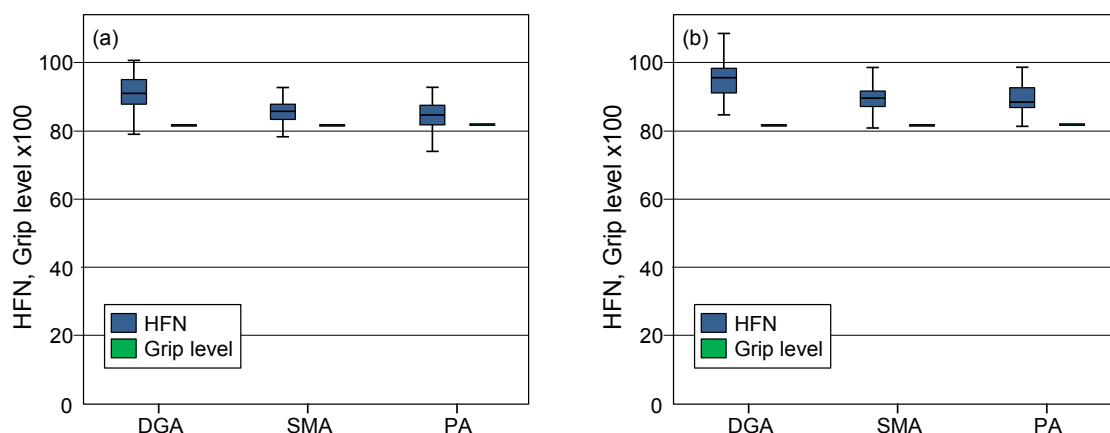 (a)
HFN, Grip level x100
100
80
60
40
20
0
HFN
Grip level
DGA SMA PA
(b)
HFN, Grip level x100
100
80
60
40
20
0
HFN
Grip level
DGA SMA PA